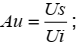 Au = Us/Ui ;